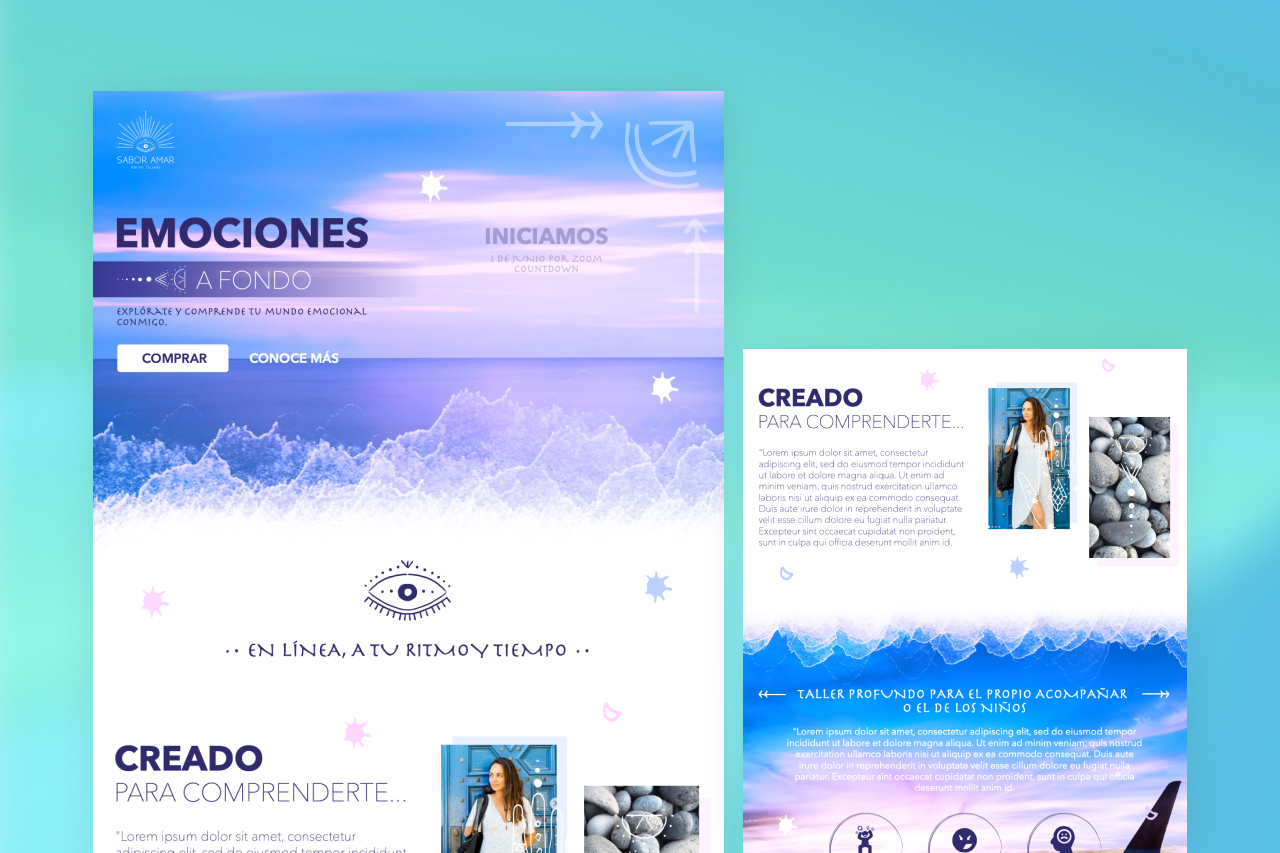 SABOR AMAR
EMOCIONES
A FONDO
EXPLÓRATE Y COMPRENDE TU MUNDO EMOCIONAL
CONMIGO.
COMPRAR
CONOCE MÁS
INICIAMOS
1 DE JUNIO POR ZOOM
COUNTDOWN
·· EN LÍNEA, A TU RITMO Y TIEMPO ··
CREADO
PARA COMPRENDERTE...
"Lorem ipsum dolor sit amet, consectetur
adipiscing elit, sed do eiusmod tempor incididunt
CREADO
PARA COMPRENDERTE...
"Lorem ipsum dolor sit amet, consectetur
adipiscing elit, sed do eiusmod tempor incididunt
ut labore et dolore magna aliqua. Ut enim ad
minim veniam, quis nostrud exercitation ullamco
laboris nisi ut aliquip ex ea commodo consequat.
Duis aute irure dolor in reprehenderit in voluptate
velit esse cillum dolore eu fugiat nulla pariatur.
Excepteur sint occaecat cupidatat non proident,
sunt in culpa qui officia deserunt mollit anim id.
TALLER PROFUNDO PARA EL PROPIO ACOMPAÑAR
O EL DE LOS NIÑOS
"Lorem ipsum dolor sit amet, consectetur adipiscing elit, sed do eiusmod tempor
incididunt ut labore et dolore magna aliqua. Ut enim ad minim veniam, quis nostrud
exercitation ullamco laboris nisi ut aliquip ex ea commodo consequat. Duis aute
irure dolor in reprehenderit in voluptate velit esse cillum dolore eu fugiat nulla
pariatur. Excepteur sint occaecat cupidatat non proident, sunt in culpa qui officia
deserunt mollit anim id.